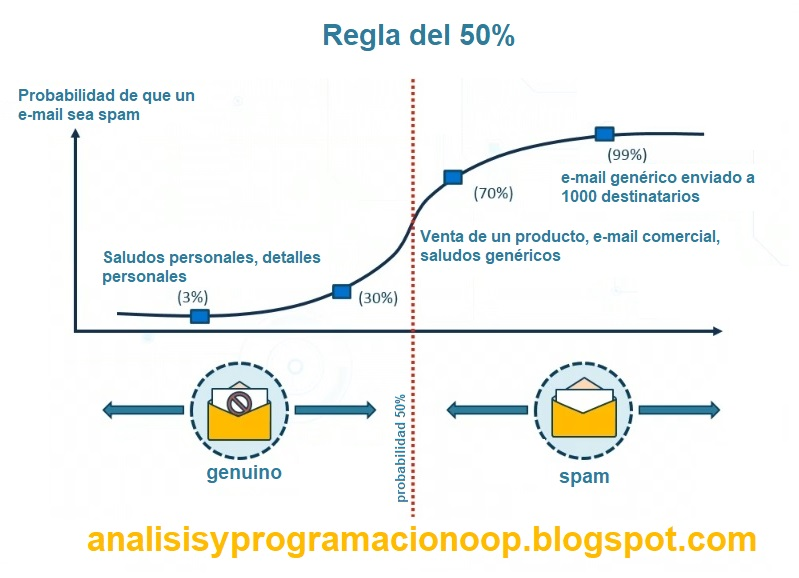 Regla del 50%
Probabilidad de que un
e-mail sea spam
(99%)
e-mail genérico enviado a
1000 destinatarios
(70%)
Venta de un producto, e-mail comercial,
saludos genéricos
Saludos personales, detalles
personales
(3%)
(30%)
probabilidad 50%
genuino
spam
analisisyprogramacionoop.blogspot.com